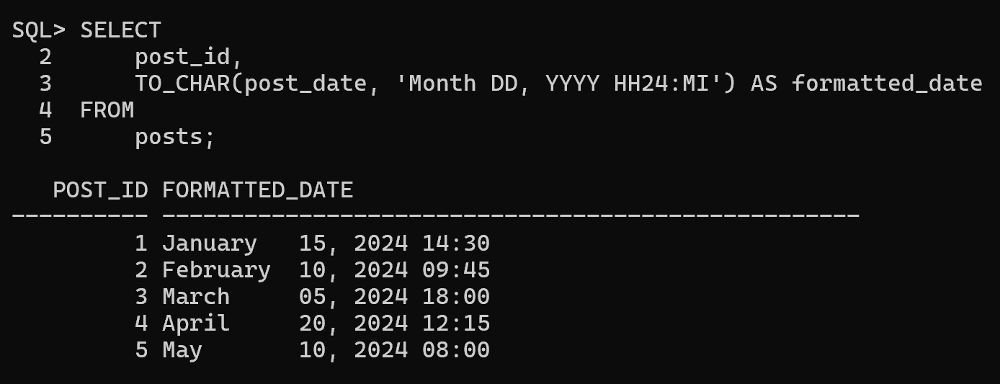 SQL> SELECT
  2      post_id,
  3      TO_CHAR(post_date, 'Month DD, YYYY HH24:MI') AS formatted_date
  4  FROM
  5      posts;

   POST_ID FORMATTED_DATE
---------- ---------------------------------------------------
         1 January   15, 2024 14:30
         2 February  10, 2024 09:45
         3 March     05, 2024 18:00
         4 April     20, 2024 12:15
         5 May       10, 2024 08:00